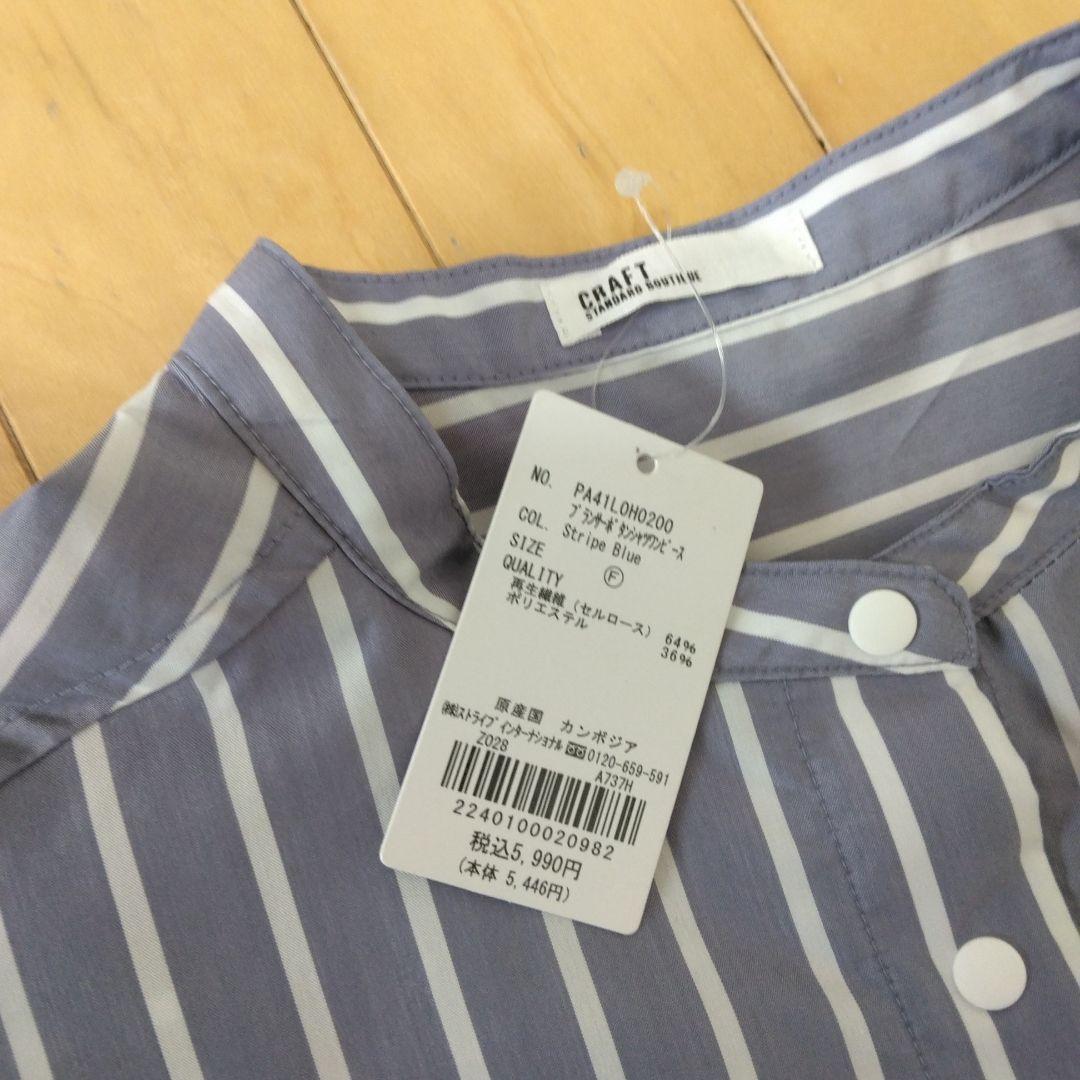 CRAFT
STANDARD BOUTIQUE
NO. PA41L0H0200
ブランサーボタンシャツワンピース
COL. Stripe Blue
SIZE Ⓕ
QUALITY
再生繊維 (セルロース) 64%
ポリエステル 36%
原産国 カンボジア
㈱ストライプインターナショナル 0120-659-591
Z028 A737H
2240100020982
税込5,990円
(本体 5,446円)